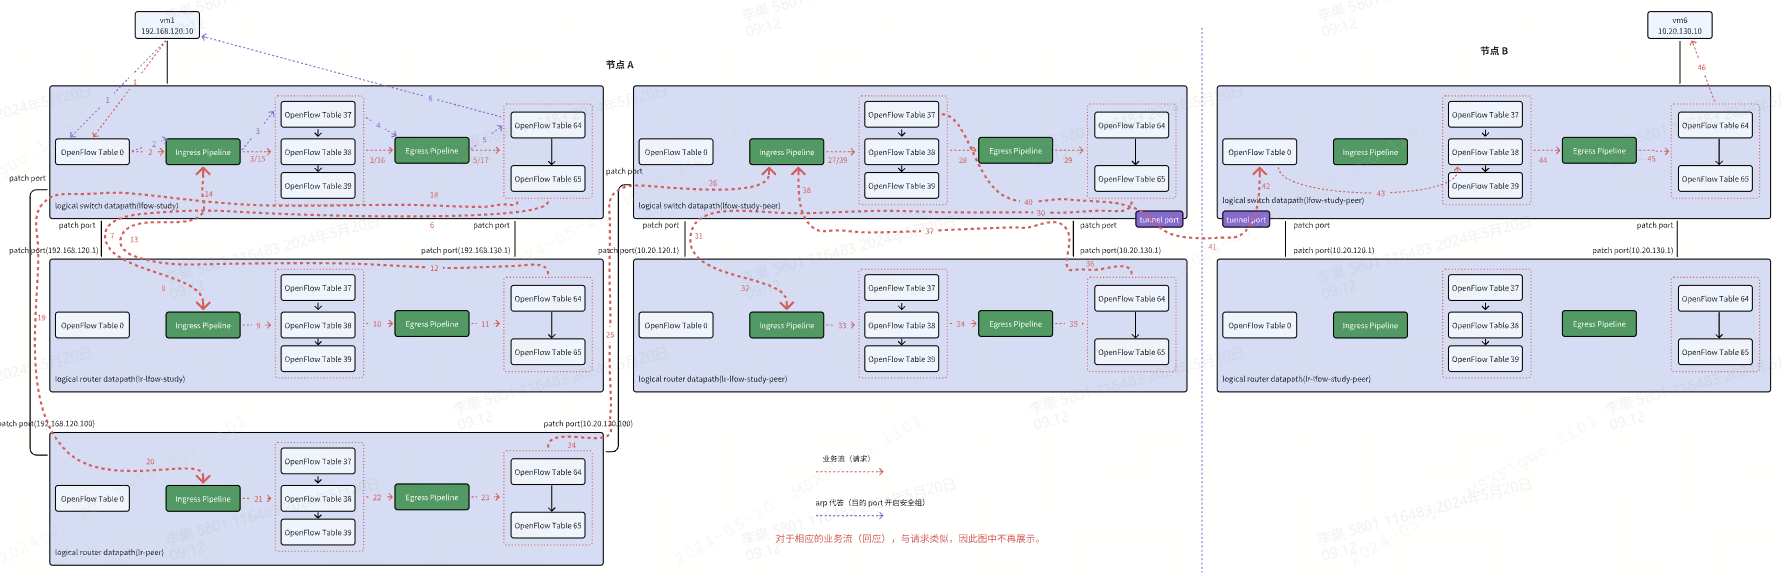 vm1
192.168.120.10
vm6
10.20.130.10
节点 A
节点 B
1
1
6
OpenFlow Table 0
2
2
Ingress Pipeline
3
3/15
OpenFlow Table 37
OpenFlow Table 38
OpenFlow Table 39
4
3/16
Egress Pipeline
5
5/17
OpenFlow Table 64
OpenFlow Table 65
logical switch datapath(lfow-study)
14
18
6
OpenFlow Table 0
Ingress Pipeline
27/39
OpenFlow Table 37
OpenFlow Table 38
OpenFlow Table 39
28
Egress Pipeline
29
OpenFlow Table 64
OpenFlow Table 65
logical switch datapath(lfow-study-peer)
26
38
40
30
37
tunnel port
OpenFlow Table 0
Ingress Pipeline
OpenFlow Table 37
OpenFlow Table 38
OpenFlow Table 39
44
Egress Pipeline
45
OpenFlow Table 64
OpenFlow Table 65
46
42
43
logical switch datapath(lfow-study-peer)
tunnel port
41
patch port
patch port
patch port
patch port
patch port
patch port
patch port
patch port
patch port(192.168.120.1)
patch port(192.168.130.1)
patch port(10.20.120.1)
patch port(10.20.130.1)
patch port(10.20.120.1)
patch port(10.20.130.1)
7
13
12
8
OpenFlow Table 0
Ingress Pipeline
9
OpenFlow Table 37
OpenFlow Table 38
OpenFlow Table 39
10
Egress Pipeline
11
OpenFlow Table 64
OpenFlow Table 65
logical router datapath(lr-lfow-study)
19
25
31
36
32
OpenFlow Table 0
Ingress Pipeline
33
OpenFlow Table 37
OpenFlow Table 38
OpenFlow Table 39
34
Egress Pipeline
35
OpenFlow Table 64
OpenFlow Table 65
logical router datapath(lr-lfow-study-peer)
OpenFlow Table 0
Ingress Pipeline
OpenFlow Table 37
OpenFlow Table 38
OpenFlow Table 39
Egress Pipeline
OpenFlow Table 64
OpenFlow Table 65
logical router datapath(lr-lfow-study-peer)
patch port(192.168.120.100)
patch port(10.20.120.100)
24
20
OpenFlow Table 0
Ingress Pipeline
21
OpenFlow Table 37
OpenFlow Table 38
OpenFlow Table 39
22
Egress Pipeline
23
OpenFlow Table 64
OpenFlow Table 65
logical router datapath(lr-peer)
业务流（请求）
arp 代答（目的 port 开启安全组）
对于相应的业务流（回应），与请求类似，因此图中不再展示。